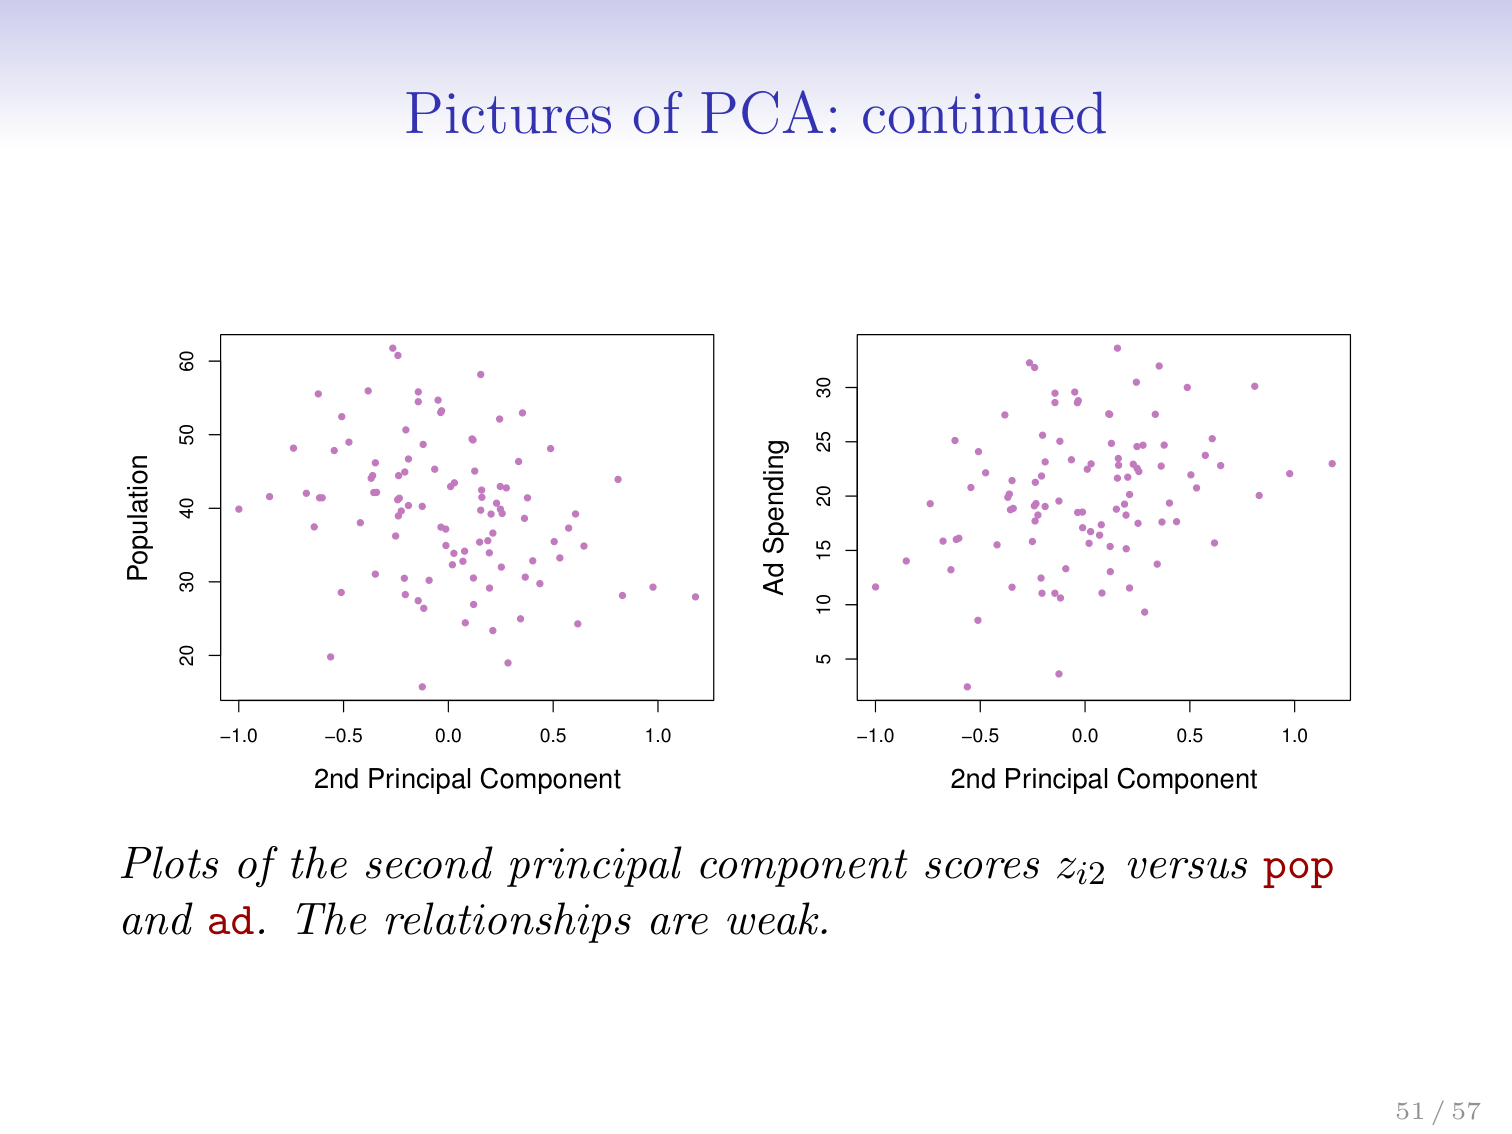 Pictures of PCA: continued
Population
60
50
40
30
20
−1.0 −0.5 0.0 0.5 1.0
2nd Principal Component
Ad Spending
30
25
20
15
10
5
−1.0 −0.5 0.0 0.5 1.0
2nd Principal Component
Plots of the second principal component scores zi2 versus pop
and ad. The relationships are weak.
51 / 57